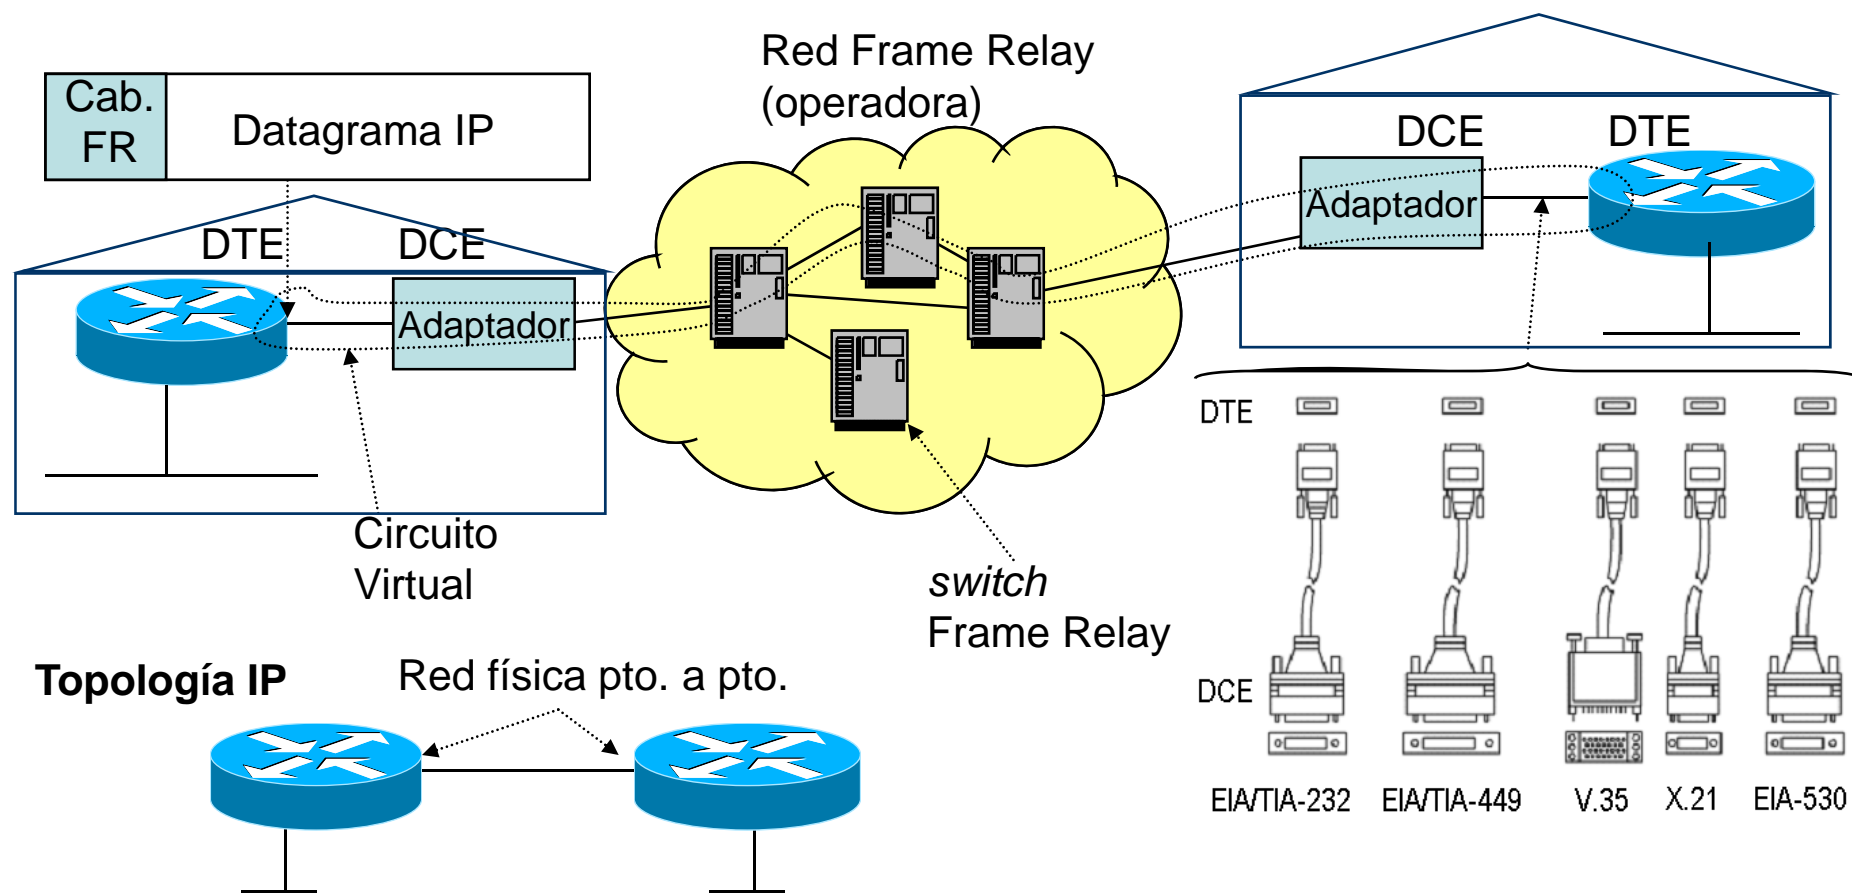 Red Frame Relay
(operadora)
Cab.
FR
Datagrama IP
DTE
DCE
Adaptador
DCE
DTE
Adaptador
Circuito
Virtual
switch
Frame Relay
DTE
DCE
EIA/TIA-232
EIA/TIA-449
V.35
X.21
EIA-530
Topología IP
Red física pto. a pto.